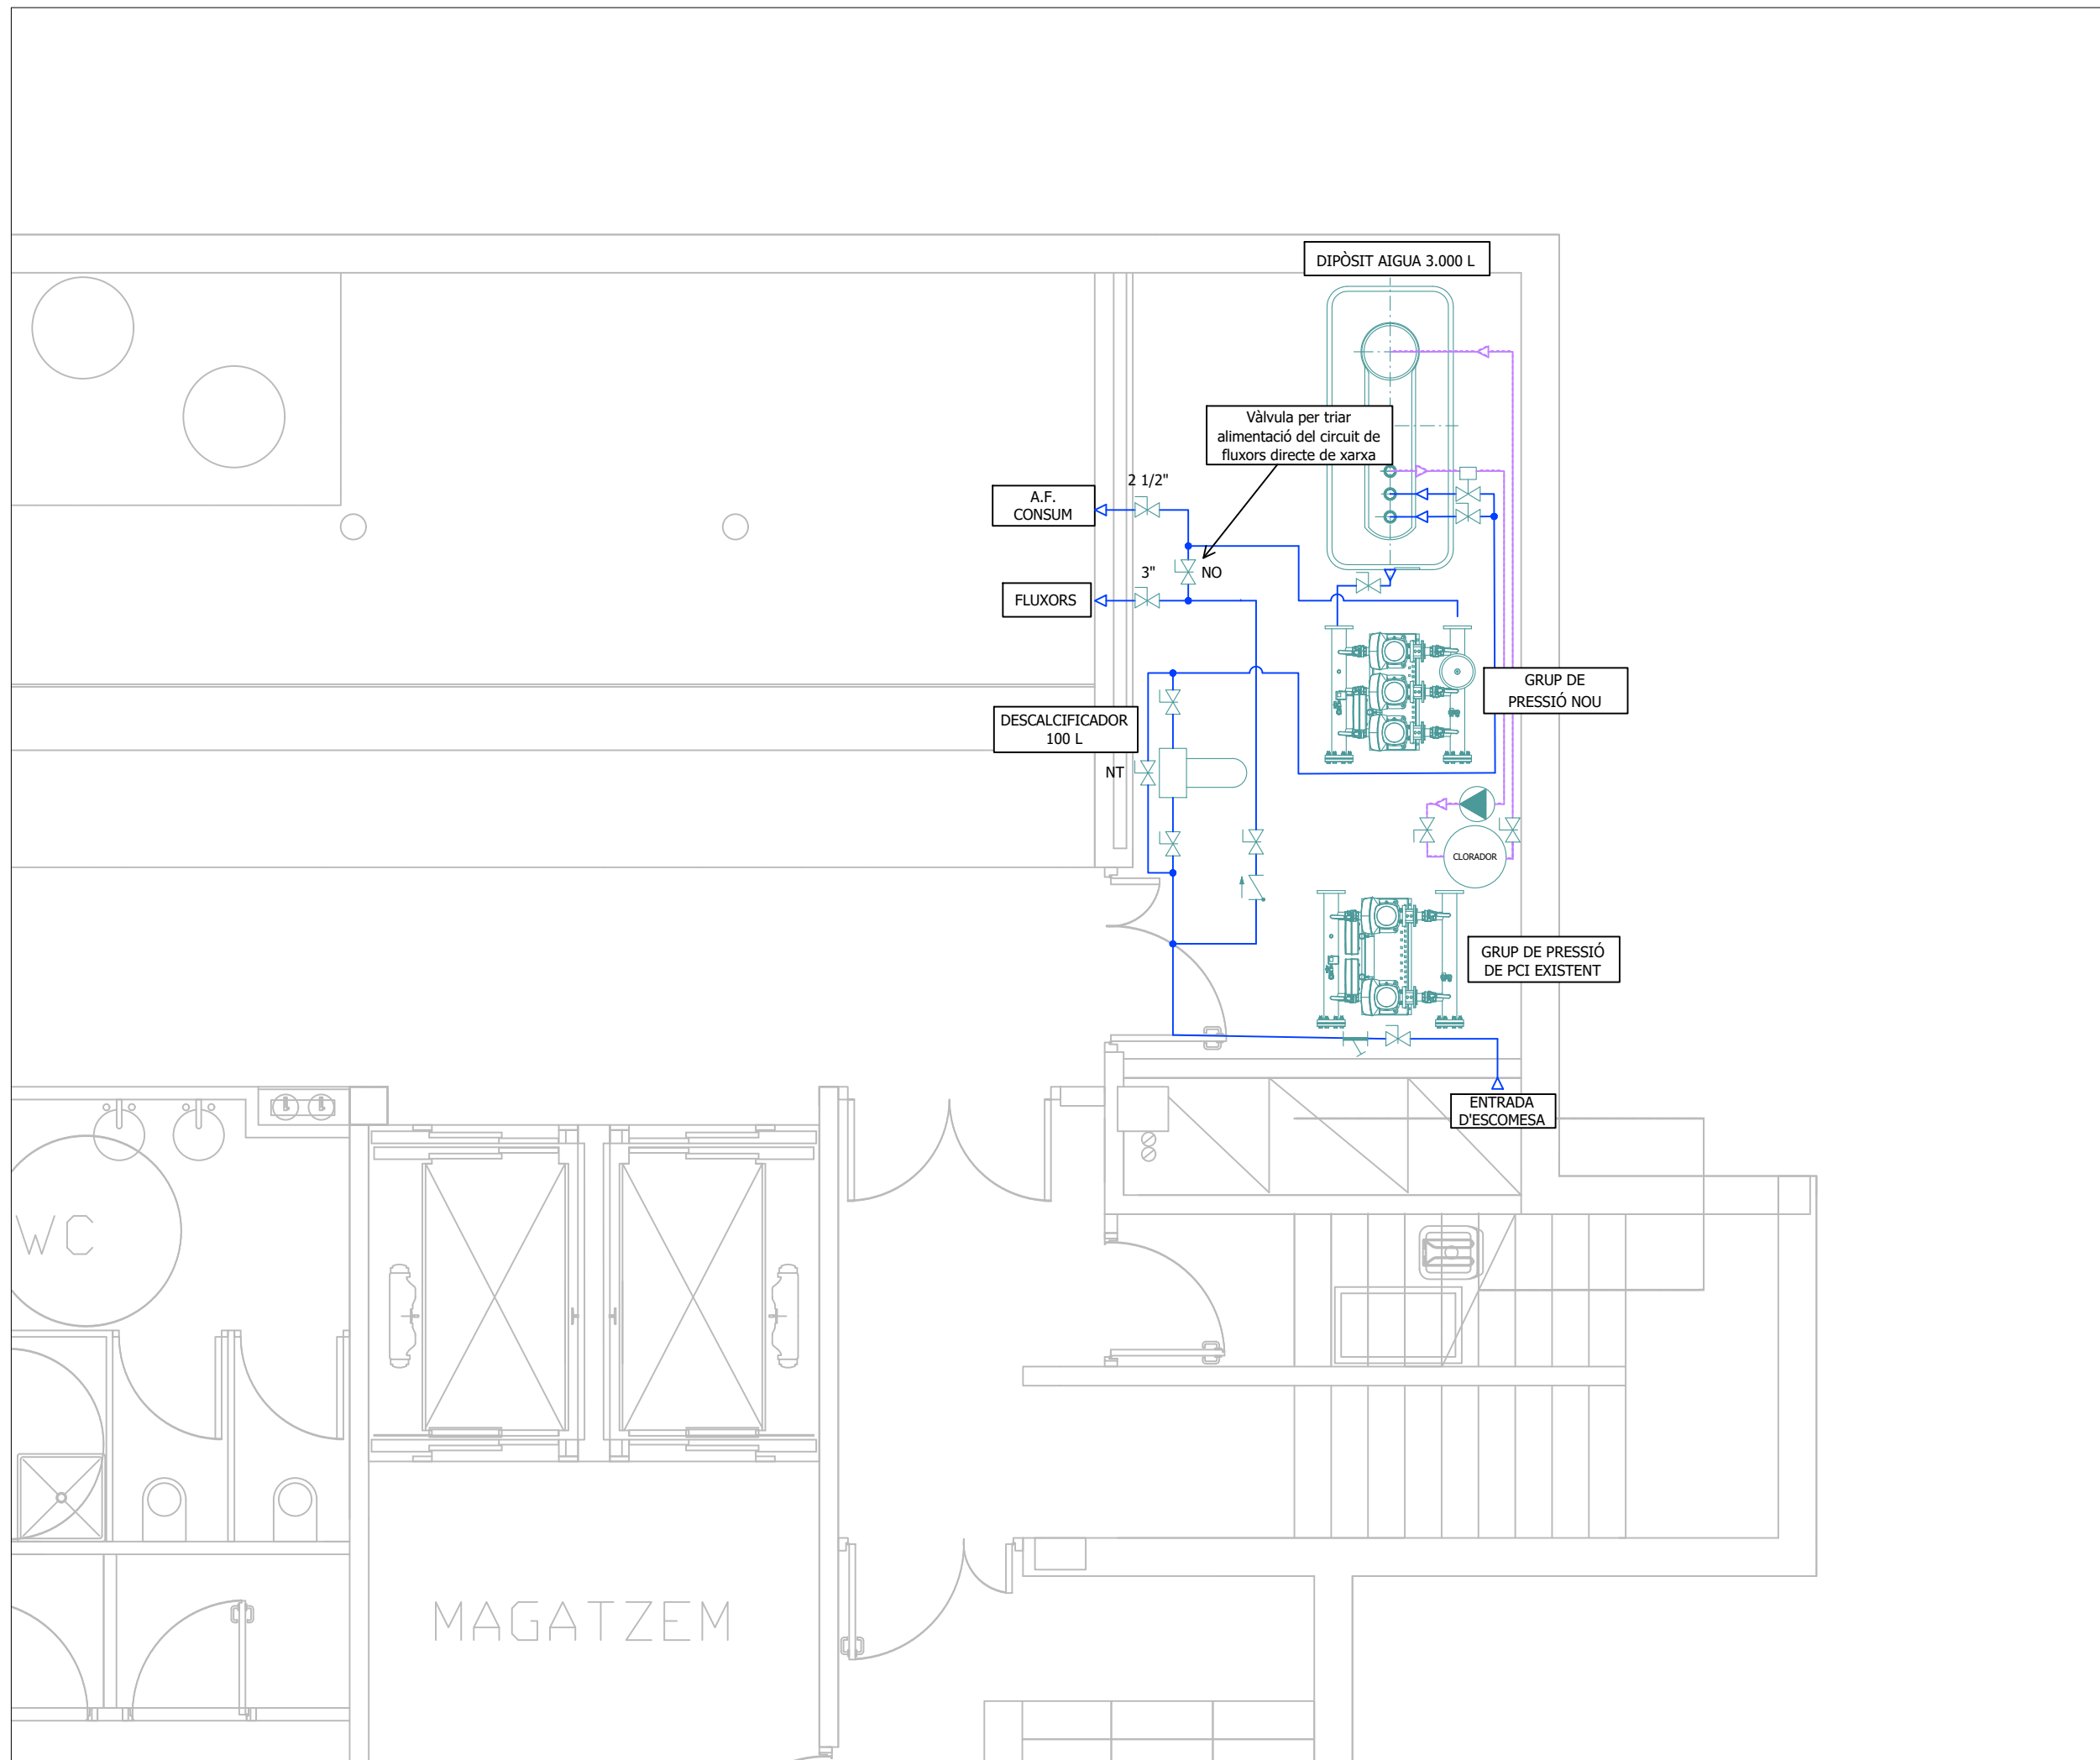 DIPÒSIT AIGUA 3.000 L
Vàlvula per triar
alimentació del circuit de
fluxors directe de xarxa
2 1/2"
A.F.
CONSUM
3"
NO
FLUXORS
GRUP DE
PRESSIÓ NOU
DESCALCIFICADOR
100 L
NT
CLORADOR
GRUP DE PRESSIÓ
DE PCI EXISTENT
ENTRADA
D'ESCOMESA
WC
MAGATZEM